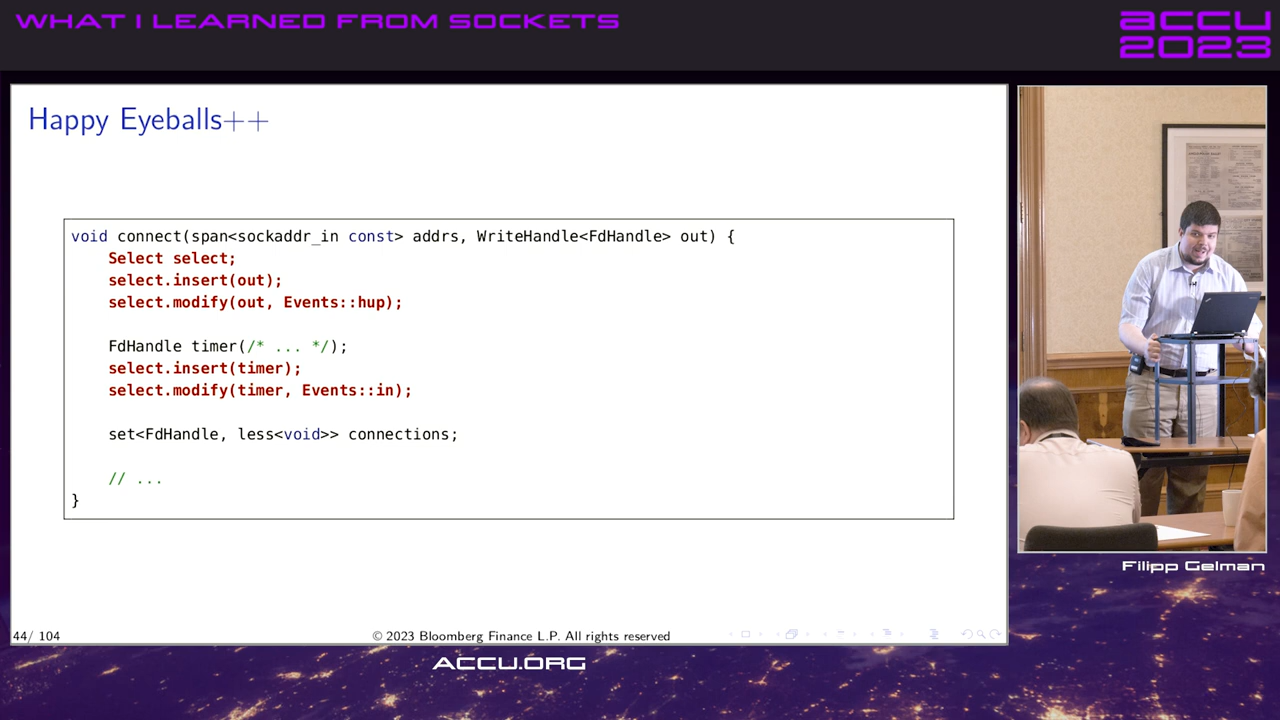 WHAT I LEARNED FROM SOCKETS
ACCU
2023
Happy Eyeballs++
void connect(span<sockaddr_in const> addrs, WriteHandle<FdHandle> out) {
Select select;
select.insert(out);
select.modify(out, Events::hup);
FdHandle timer(/* ... */);
select.insert(timer);
select.modify(timer, Events::in);
set<FdHandle, less<void>> connections;
// ...
}
44/ 104
© 2023 Bloomberg Finance L.P. All rights reserved
Filipp Gelman
ACCU.ORG